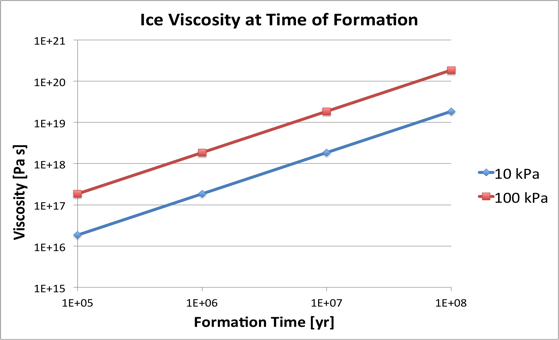 Ice Viscosity at Time of Formation
1E+21
1E+20
1E+19
1E+18
1E+17
1E+16
1E+15
Viscosity [Pa s]
1E+05 1E+06 1E+07 1E+08
Formation Time [yr]
10 kPa
100 kPa